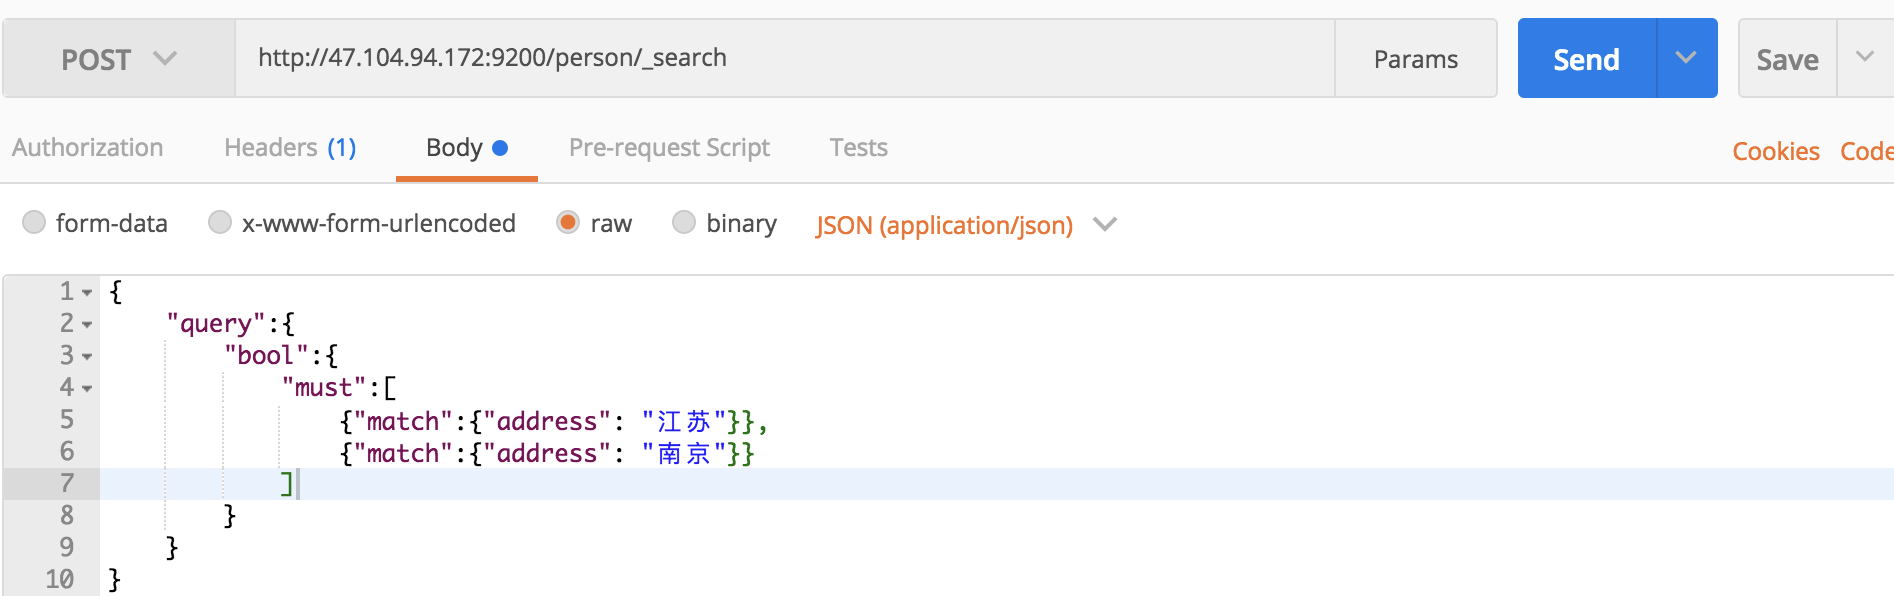 POST http://47.104.94.172:9200/person/_search Params Send Save
Authorization Headers (1) Body Pre-request Script Tests Cookies Code
form-data x-www-form-urlencoded raw binary JSON (application/json)
1 {
2 "query":{
3 "bool":{
4 "must":[
5 {"match":{"address": "江苏"}},
6 {"match":{"address": "南京"}}
7 ]
8 }
9 }
10 }